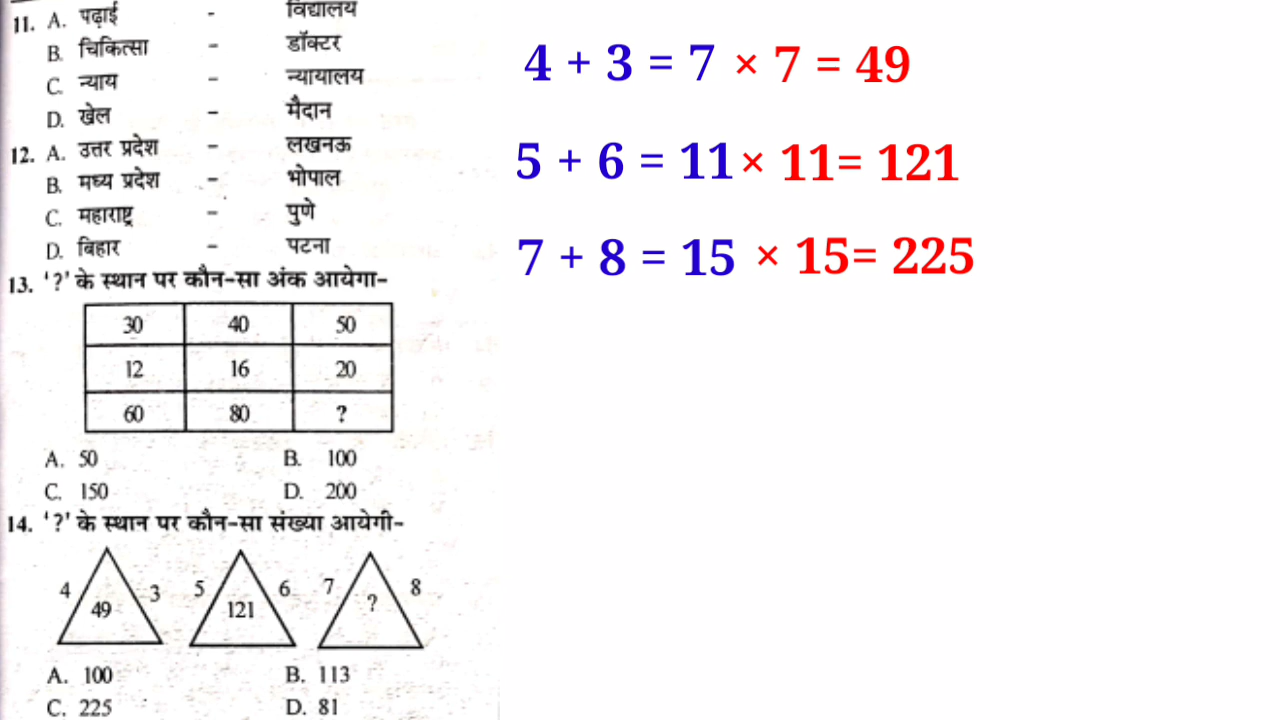 11. A. पढ़ाई - विद्यालय
B. चिकित्सा - डॉक्टर
C. न्याय - न्यायालय
D. खेल - मैदान
12. A. उत्तर प्रदेश - लखनऊ
B. मध्य प्रदेश - भोपाल
C. महाराष्ट्र - पुणे
D. बिहार - पटना
13. '?' के स्थान पर कौन-सा अंक आयेगा-
30 40 50
12 16 20
60 80 ?
A. 50 B. 100
C. 150 D. 200
14. '?' के स्थान पर कौन-सा संख्या आयेगी-
4 49 3 5 121 6 7 ? 8
A. 100 B. 113
C. 225 D. 81
4 + 3 = 7 × 7 = 49
5 + 6 = 11 × 11= 121
7 + 8 = 15 × 15= 225